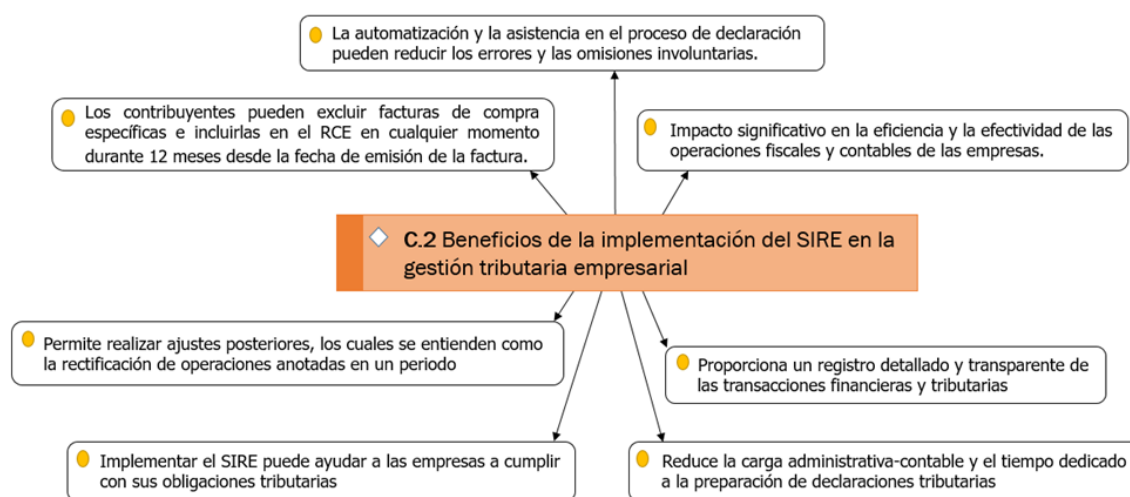 La automatización y la asistencia en el proceso de declaración
pueden reducir los errores y las omisiones involuntarias.
Los contribuyentes pueden excluir facturas de compra
específicas e incluirlas en el RCE en cualquier momento
durante 12 meses desde la fecha de emisión de la factura.
Impacto significativo en la eficiencia y la efectividad de las
operaciones fiscales y contables de las empresas.
C.2 Beneficios de la implementación del SIRE en la
gestión tributaria empresarial
Permite realizar ajustes posteriores, los cuales se entienden como
la rectificación de operaciones anotadas en un periodo
Proporciona un registro detallado y transparente de
las transacciones financieras y tributarias
Implementar el SIRE puede ayudar a las empresas a cumplir
con sus obligaciones tributarias
Reduce la carga administrativa-contable y el tiempo dedicado
a la preparación de declaraciones tributarias